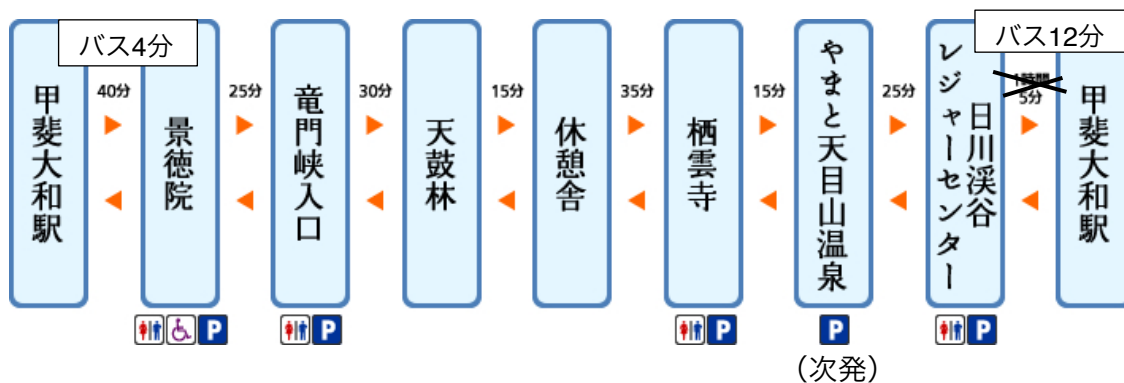 バス4分
バス12分
甲斐大和駅
40分
景徳院
25分
竜門峡入口
30分
天鼓林
15分
休憩舎
35分
栖雲寺
15分
やまと天目山温泉
25分
日川渓谷
レジャーセンター
1時間
5分
甲斐大和駅
P
P
P
P
P
（次発）